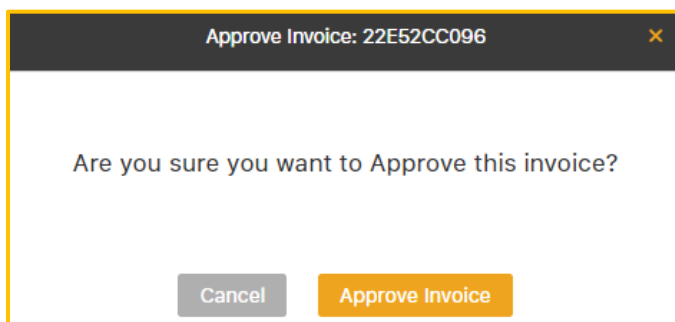 Approve Invoice: 22E52CC096 ×
Are you sure you want to Approve this invoice?
Cancel Approve Invoice